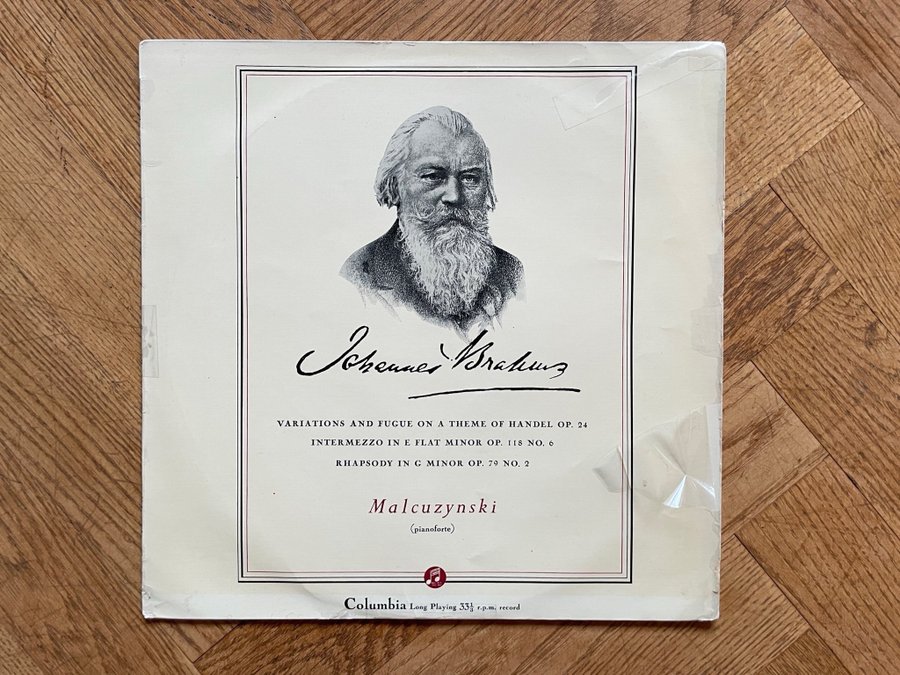 Johannes Brahms
VARIATIONS AND FUGUE ON A THEME OF HANDEL OP. 24
INTERMEZZO IN E FLAT MINOR OP. 118 NO. 6
RHAPSODY IN G MINOR OP. 79 NO. 2
Malcuzynski
(pianoforte)
Columbia Long Playing 33⅓ r.p.m. record